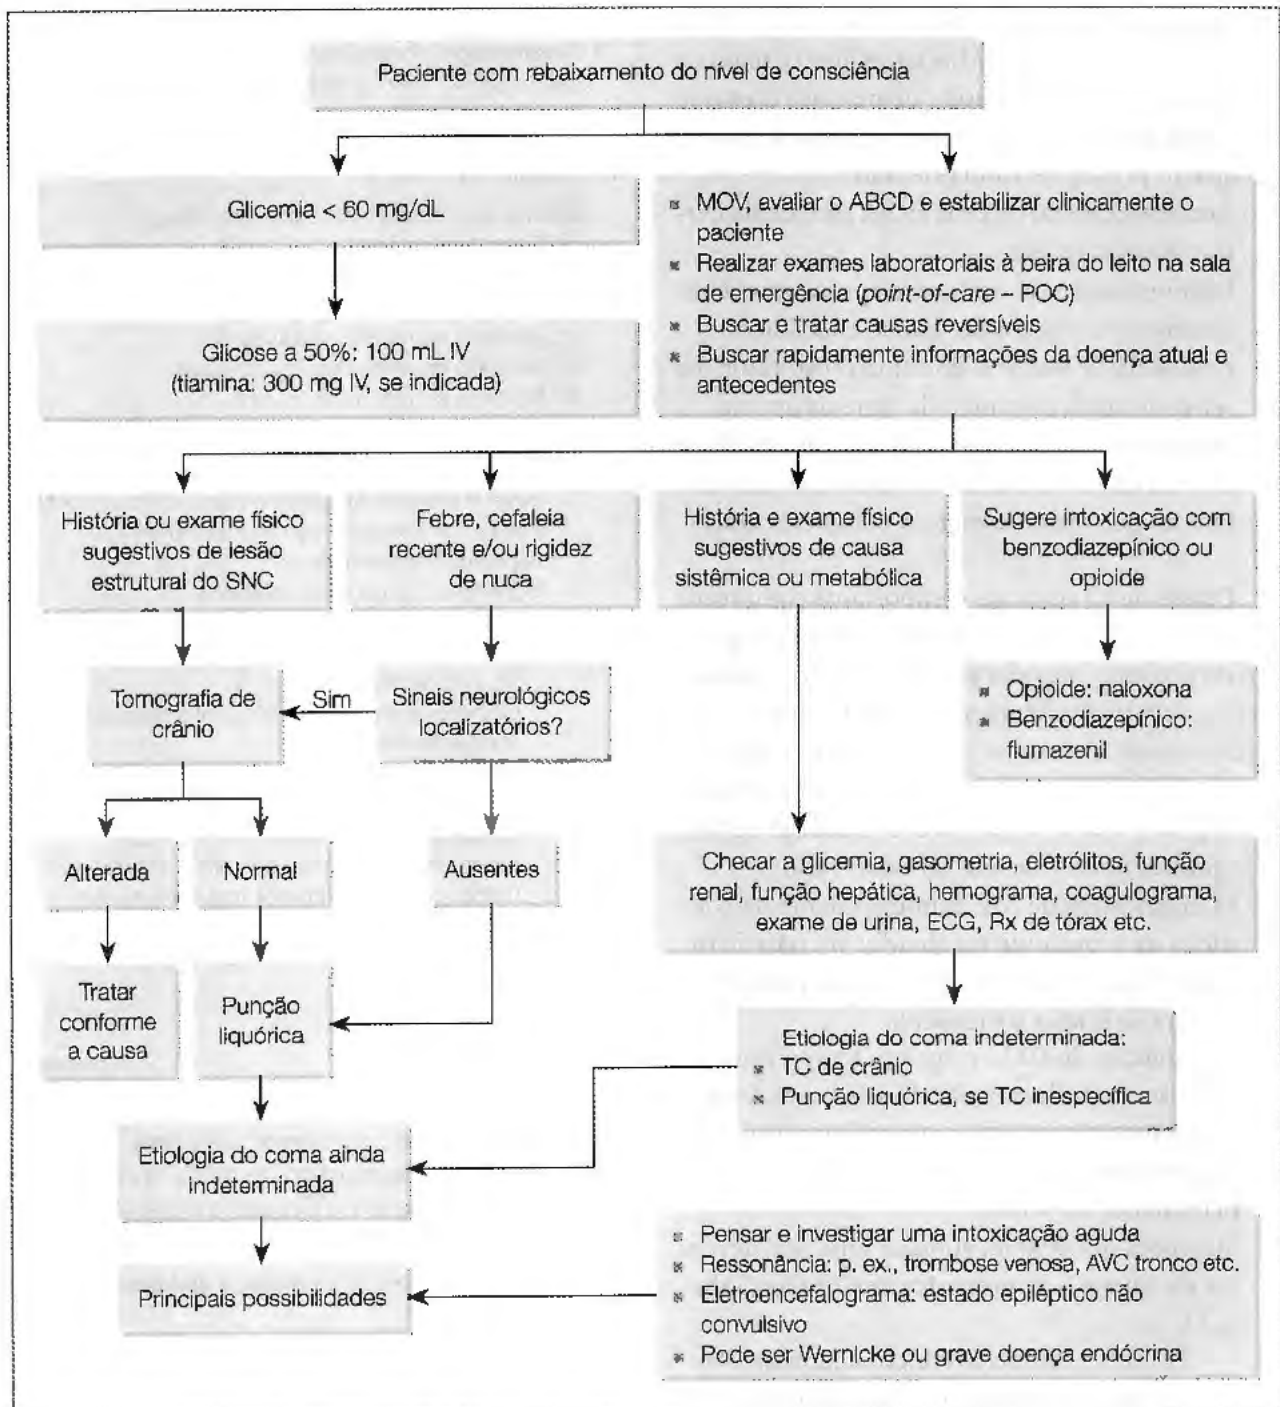 Paciente com rebaixamento do nível de consciência
Glicemia < 60 mg/dL
Glicose a 50%: 100 mL IV
(tiamina: 300 mg IV, se indicada)
MOV, avaliar o ABCD e estabilizar clinicamente o
paciente
Realizar exames laboratoriais à beira do leito na sala
de emergência (point-of-care – POC)
Buscar e tratar causas reversíveis
Buscar rapidamente informações da doença atual e
antecedentes
História ou exame físico
sugestivos de lesão
estrutural do SNC
Febre, cefaleia
recente e/ou rigidez
de nuca
História e exame físico
sugestivos de causa
sistêmica ou metabólica
Sugere intoxicação com
benzodiazepínico ou
opioide
Tomografia de
crânio
Sim
Sinais neurológicos
localizatórios?
Opioide: naloxona
Benzodiazepínico:
flumazenil
Alterada
Normal
Ausentes
Checar a glicemia, gasometria, eletrólitos, função
renal, função hepática, hemograma, coagulograma,
exame de urina, ECG, Rx de tórax etc.
Tratar
conforme
a causa
Punção
liquórica
Etiologia do coma indeterminada:
TC de crânio
Punção liquórica, se TC inespecífica
Etiologia do coma ainda
indeterminada
Principais possibilidades
Pensar e investigar uma intoxicação aguda
Ressonância: p. ex., trombose venosa, AVC tronco etc.
Eletroencefalograma: estado epiléptico não
convulsivo
Pode ser Wernicke ou grave doença endócrina